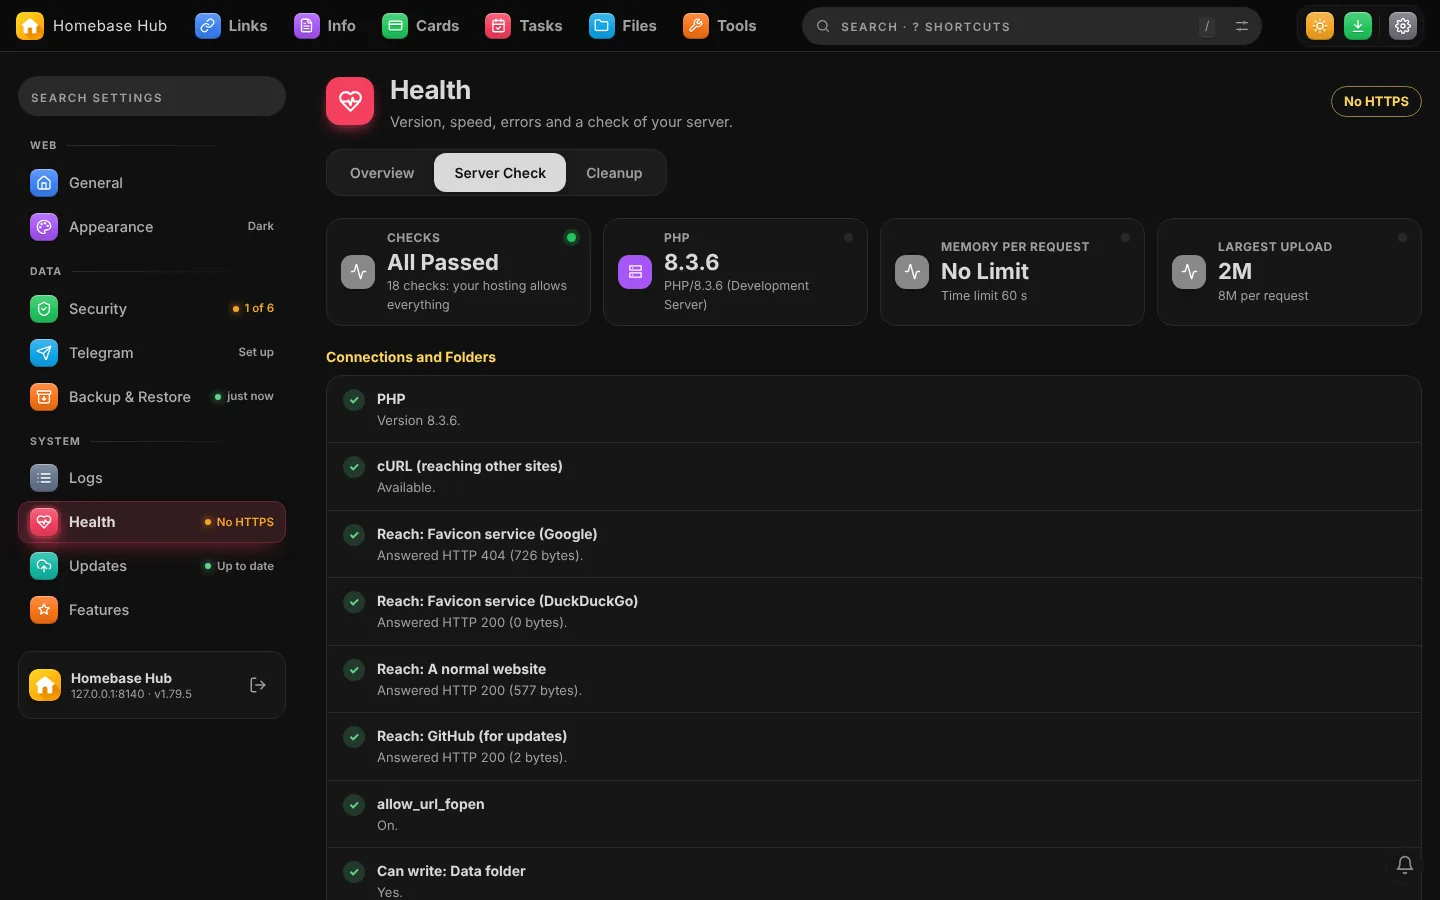 Homebase Hub
Links
Info
Cards
Tasks
Files
Tools
SEARCH · ? SHORTCUTS
/
SEARCH SETTINGS
WEB
General
Appearance
Dark
DATA
Security
1 of 6
Telegram
Set up
Backup & Restore
just now
SYSTEM
Logs
Health
No HTTPS
Updates
Up to date
Features
Homebase Hub
127.0.0.1:8140 · v1.79.5
Health
Version, speed, errors and a check of your server.
No HTTPS
Overview
Server Check
Cleanup
CHECKS
All Passed
18 checks: your hosting allows
everything
PHP
8.3.6
PHP/8.3.6 (Development
Server)
MEMORY PER REQUEST
No Limit
Time limit 60 s
LARGEST UPLOAD
2M
8M per request
Connections and Folders
PHP
Version 8.3.6.
cURL (reaching other sites)
Available.
Reach: Favicon service (Google)
Answered HTTP 404 (726 bytes).
Reach: Favicon service (DuckDuckGo)
Answered HTTP 200 (0 bytes).
Reach: A normal website
Answered HTTP 200 (577 bytes).
Reach: GitHub (for updates)
Answered HTTP 200 (2 bytes).
allow_url_fopen
On.
Can write: Data folder
Yes.